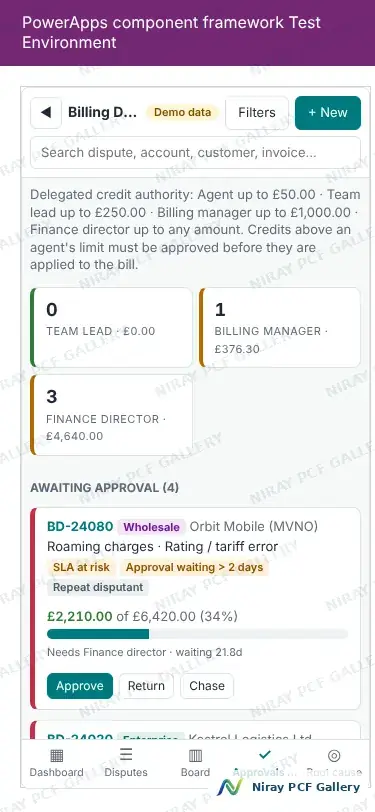 PowerApps component framework Test
Environment
◀ Billing D... Demo data Filters + New
Search dispute, account, customer, invoice...
Delegated credit authority: Agent up to £50.00 · Team
lead up to £250.00 · Billing manager up to £1,000.00 ·
Finance director up to any amount. Credits above an
agent's limit must be approved before they are
applied to the bill.
0
TEAM LEAD · £0.00
1
BILLING MANAGER ·
£376.30
3
FINANCE DIRECTOR ·
£4,640.00
AWAITING APPROVAL (4)
BD-24080 Wholesale Orbit Mobile (MVNO)
Roaming charges · Rating / tariff error
SLA at risk Approval waiting > 2 days
Repeat disputant
£2,210.00 of £6,420.00 (34%)
Needs Finance director · waiting 21.8d
Approve Return Chase
Dashboard Disputes Board Approvals ... Root cause
Niray PCF Gallery
NIRAY PCF GALLERY